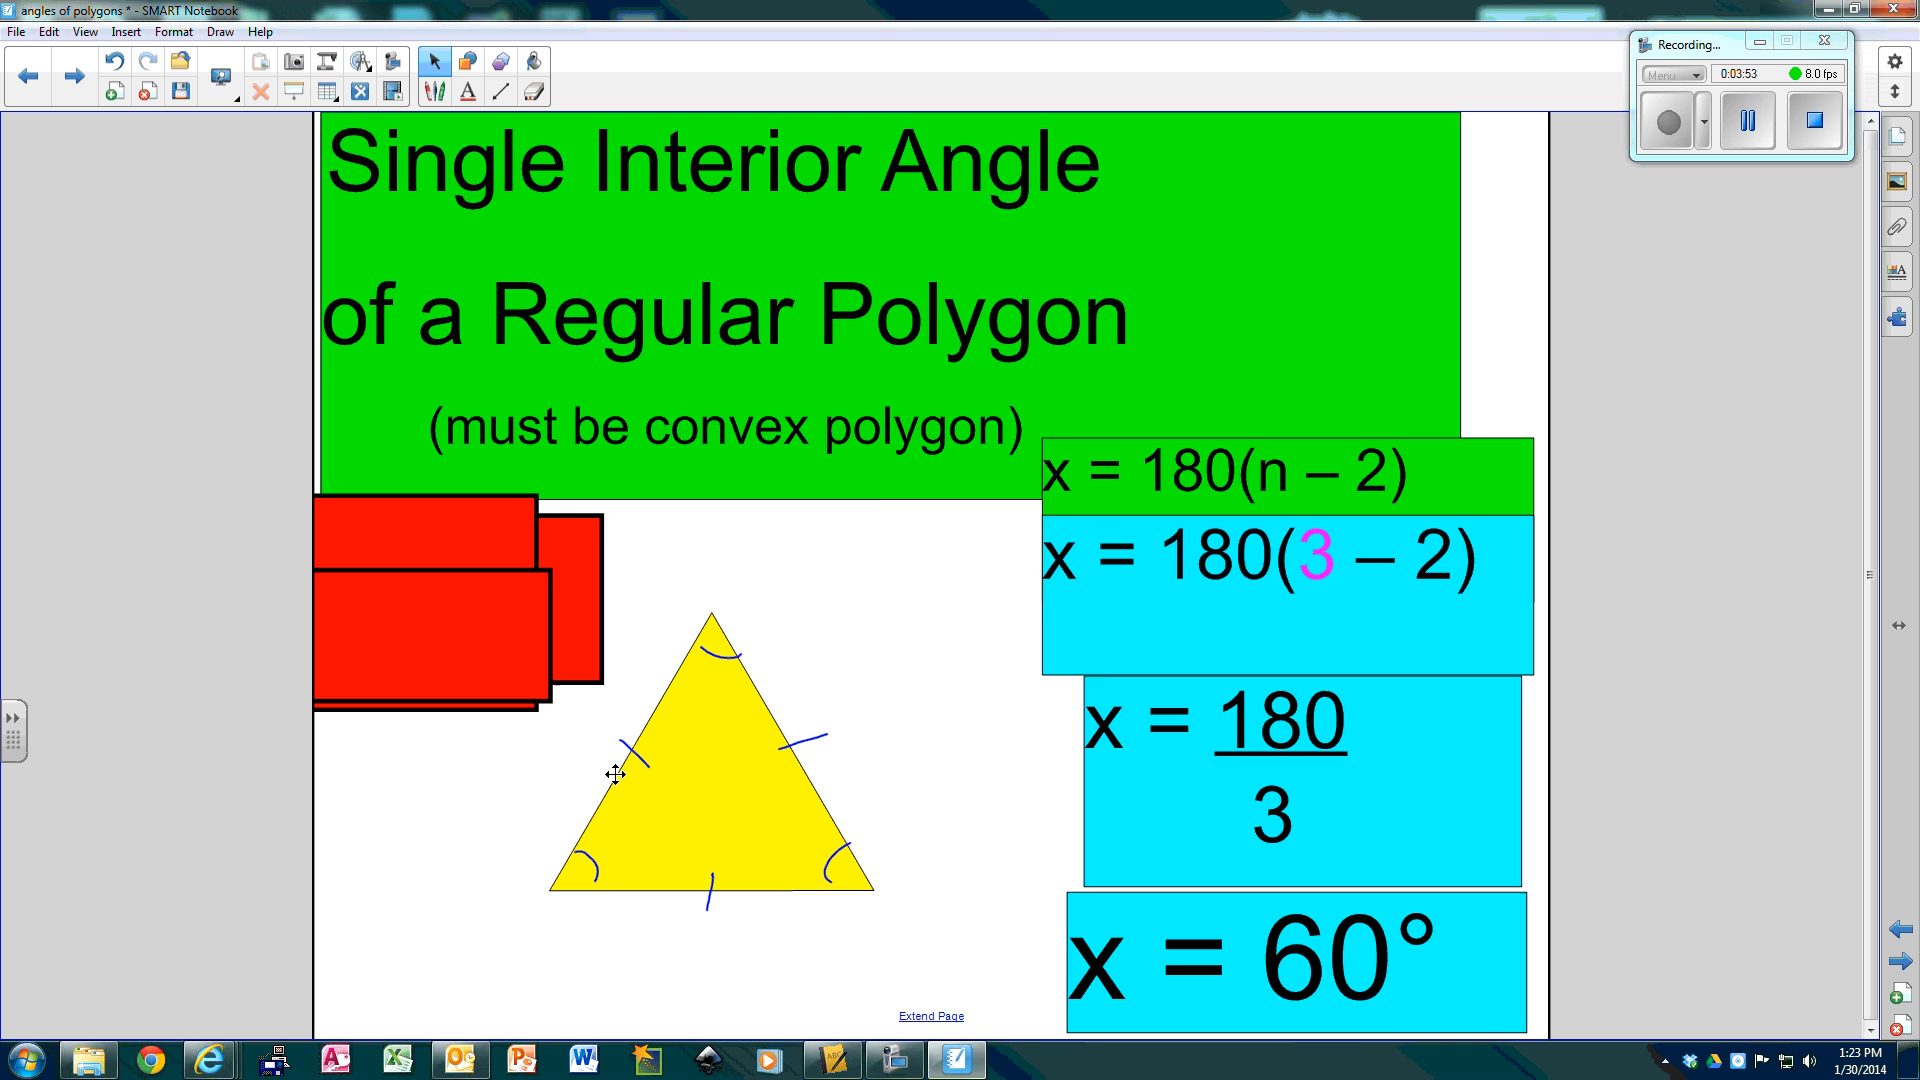 angles of polygons * - SMART Notebook
File Edit View Insert Format Draw Help
Recording...
Menu
0:03:53
8.0 fps
Single Interior Angle
of a Regular Polygon
(must be convex polygon)
x = 180(n – 2)
x = 180(3 – 2)
x = 180
3
x = 60°
Extend Page
1:23 PM
1/30/2014